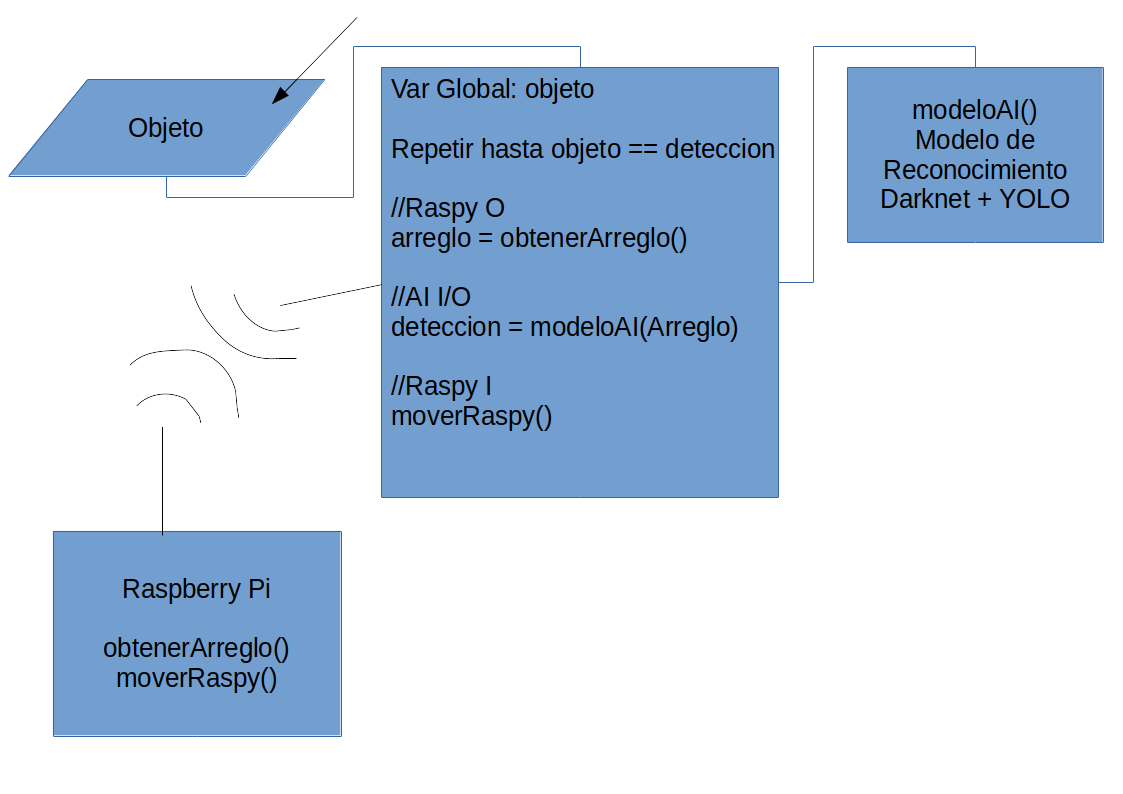 Objeto
Var Global: objeto
Repetir hasta objeto == deteccion
//Raspy O
arreglo = obtenerArreglo()
//AI I/O
deteccion = modeloAI(Arreglo)
//Raspy I
moverRaspy()
modeloAI()
Modelo de
Reconocimiento
Darknet + YOLO
Raspberry Pi
obtenerArreglo()
moverRaspy()